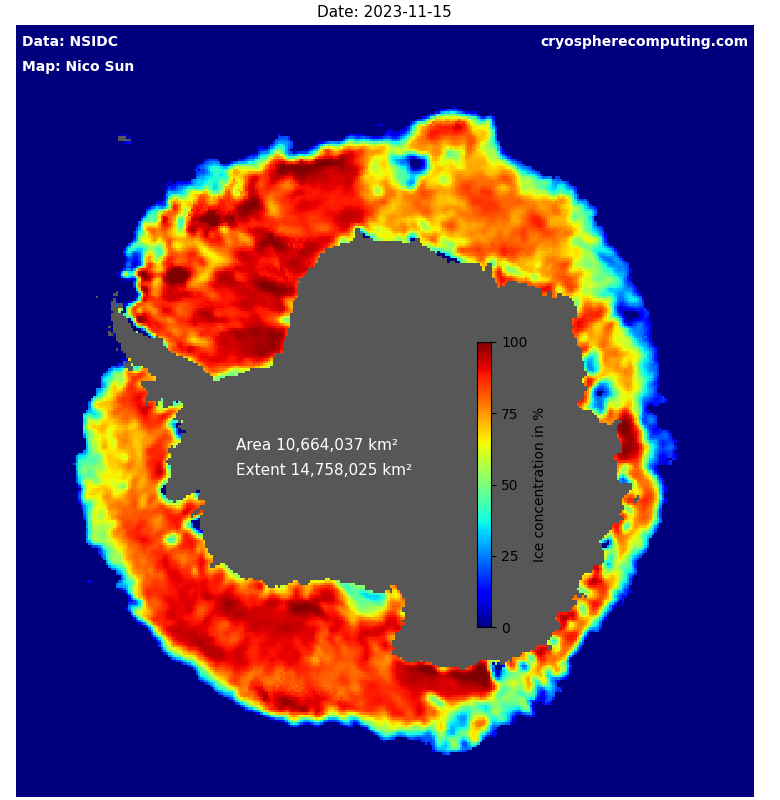 Date: 2023-11-15
Data: NSIDC
cryospherecomputing.com
Map: Nico Sun
100
75
50
25
0
Ice concentration in %
Area 10,664,037 km²
Extent 14,758,025 km²